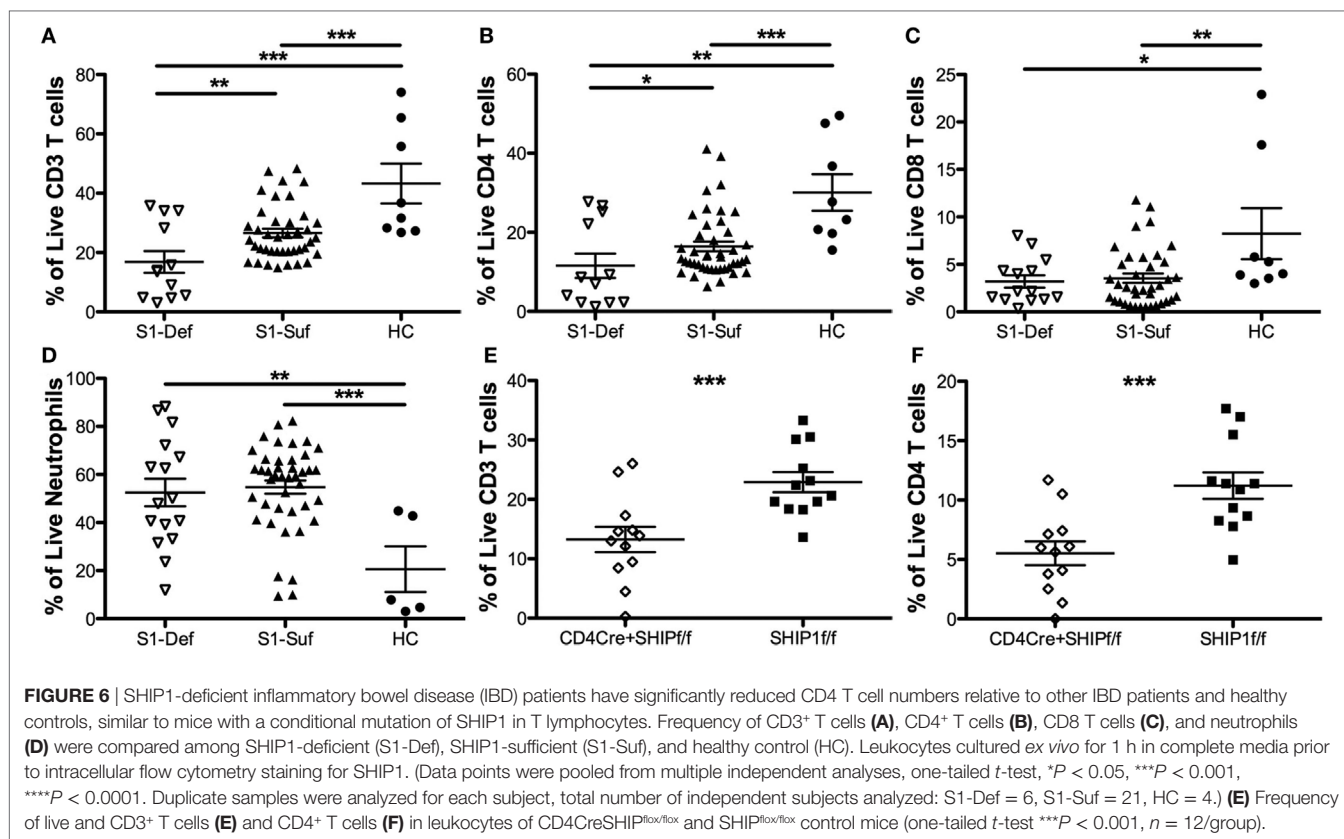 A
***
***
**
% of Live CD3 T cells
80
60
40
20
0
S1-Def
S1-Suf
HC
B
***
**
*
% of Live CD4 T cells
60
40
20
0
S1-Def
S1-Suf
HC
C
**
*
% of Live CD8 T cells
25
20
15
10
5
0
S1-Def
S1-Suf
HC
D
**
***
% of Live Neutrophils
100
80
60
40
20
0
S1-Def
S1-Suf
HC
E
***
% of Live CD3 T cells
40
30
20
10
0
CD4Cre+SHIPf/f
SHIP1f/f
F
***
% of Live CD4 T cells
20
15
10
5
0
CD4Cre+SHIPf/f
SHIP1f/f
FIGURE 6 | SHIP1-deficient inflammatory bowel disease (IBD) patients have significantly reduced CD4 T cell numbers relative to other IBD patients and healthy
controls, similar to mice with a conditional mutation of SHIP1 in T lymphocytes. Frequency of CD3⁺ T cells (A), CD4⁺ T cells (B), CD8 T cells (C), and neutrophils
(D) were compared among SHIP1-deficient (S1-Def), SHIP1-sufficient (S1-Suf), and healthy control (HC). Leukocytes cultured ex vivo for 1 h in complete media prior
to intracellular flow cytometry staining for SHIP1. (Data points were pooled from multiple independent analyses, one-tailed t-test, *P < 0.05, ***P < 0.001,
****P < 0.0001. Duplicate samples were analyzed for each subject, total number of independent subjects analyzed: S1-Def = 6, S1-Suf = 21, HC = 4.) (E) Frequency
of live and CD3⁺ T cells (E) and CD4⁺ T cells (F) in leukocytes of CD4CreSHIPflox/flox and SHIPflox/flox control mice (one-tailed t-test ***P < 0.001, n = 12/group).